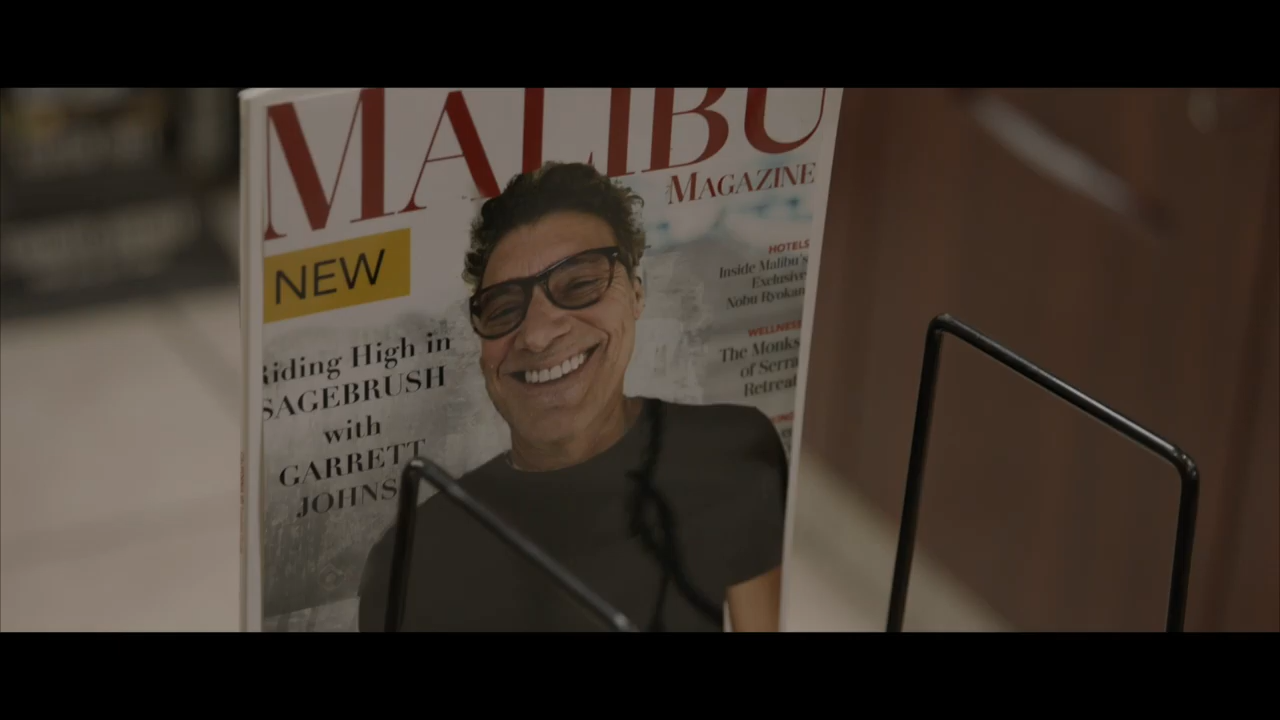 MALIBU
MAGAZINE
NEW
HOTELS
Inside Malibu's
Exclusive
Nobu Ryokan
Riding High in
SAGEBRUSH
with
GARRETT
JOHNS
WELLNESS
The Monks
of Serra
Retreat